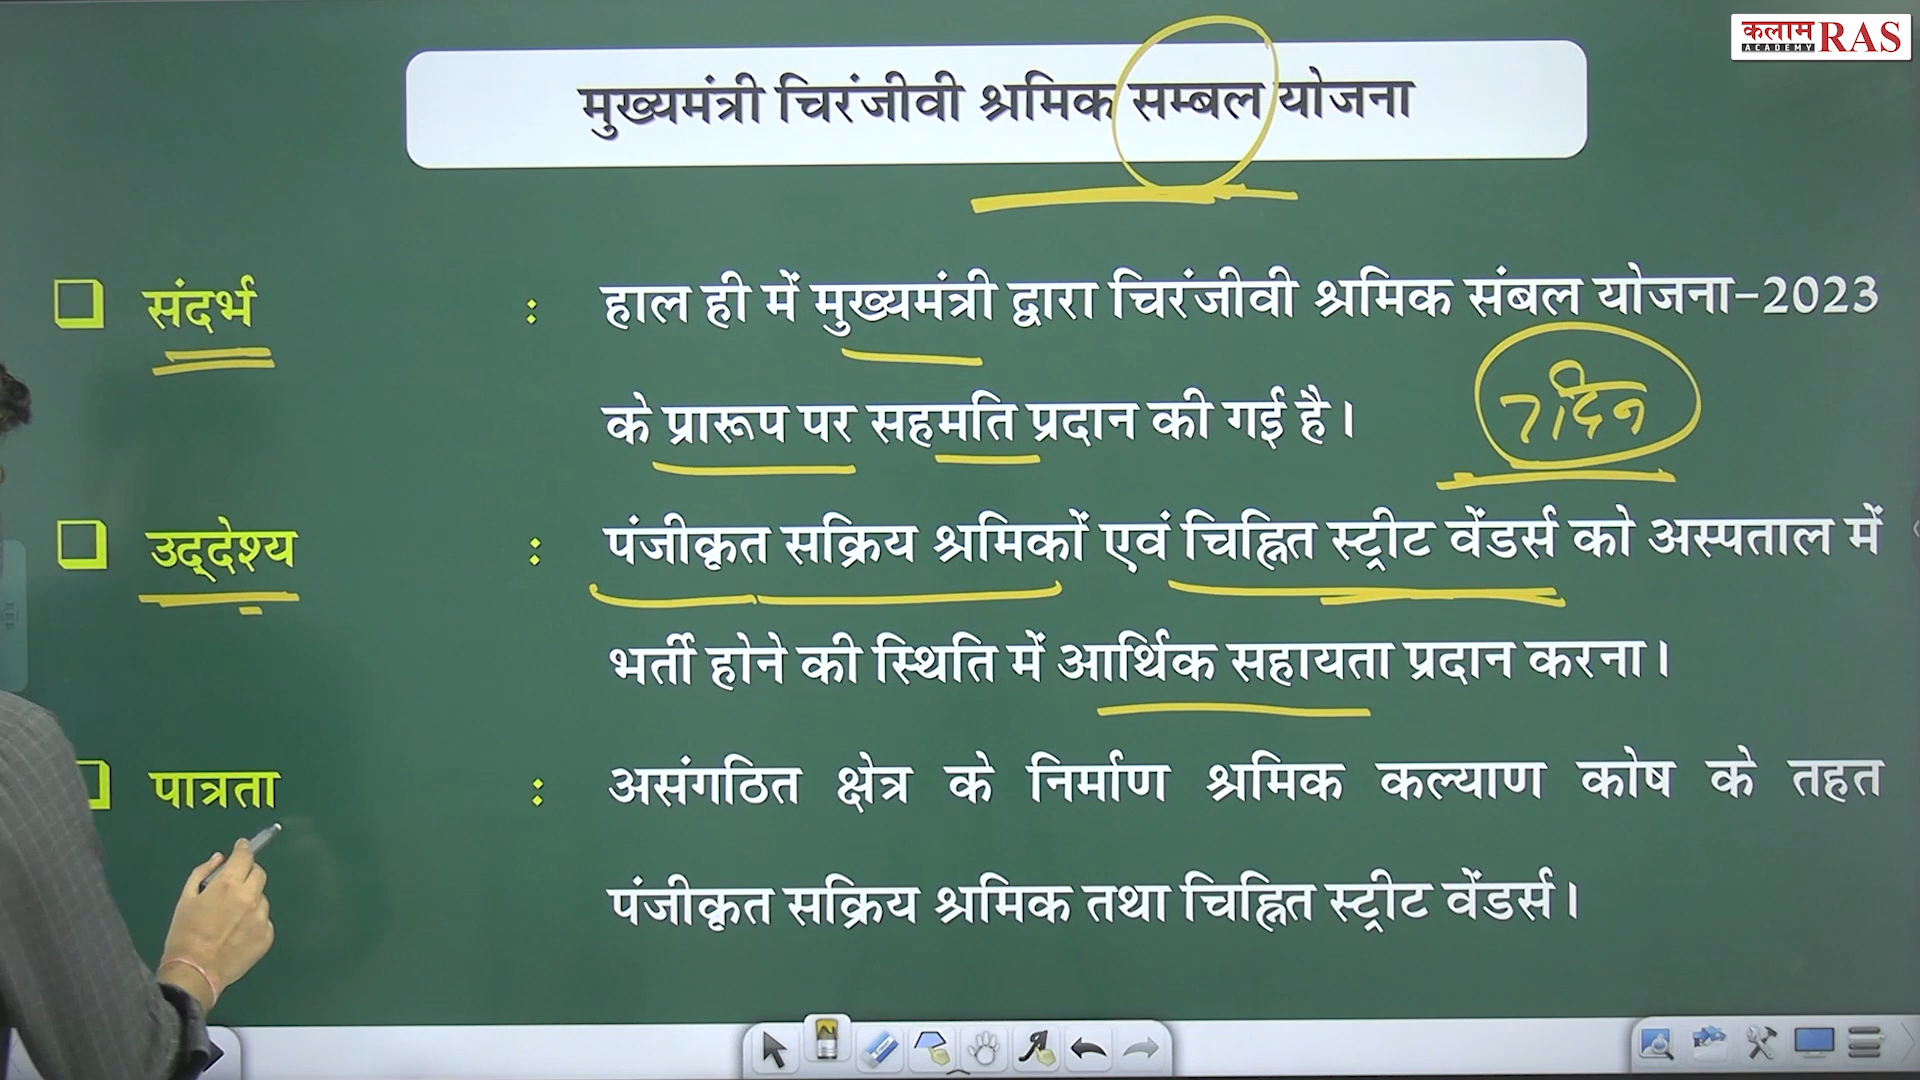 कलाम
ACADEMY
RAS
मुख्यमंत्री चिरंजीवी श्रमिक सम्बल योजना
संदर्भ : हाल ही में मुख्यमंत्री द्वारा चिरंजीवी श्रमिक संबल योजना-2023
के प्रारूप पर सहमति प्रदान की गई है।
7 दिन
उद्देश्य : पंजीकृत सक्रिय श्रमिकों एवं चिह्नित स्ट्रीट वेंडर्स को अस्पताल में
भर्ती होने की स्थिति में आर्थिक सहायता प्रदान करना।
पात्रता : असंगठित क्षेत्र के निर्माण श्रमिक कल्याण कोष के तहत
पंजीकृत सक्रिय श्रमिक तथा चिह्नित स्ट्रीट वेंडर्स।